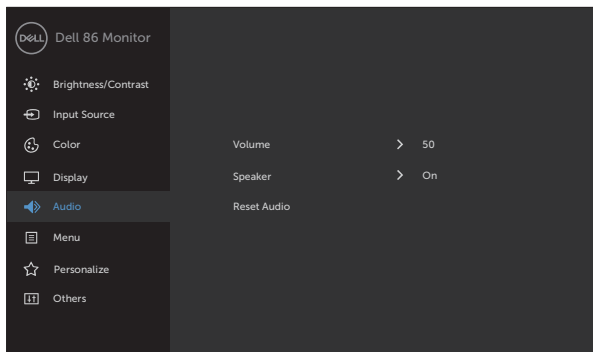 DELL Dell 86 Monitor
Brightness/Contrast
Input Source
Color
Volume 50
Display
Speaker On
Audio
Reset Audio
Menu
Personalize
Others